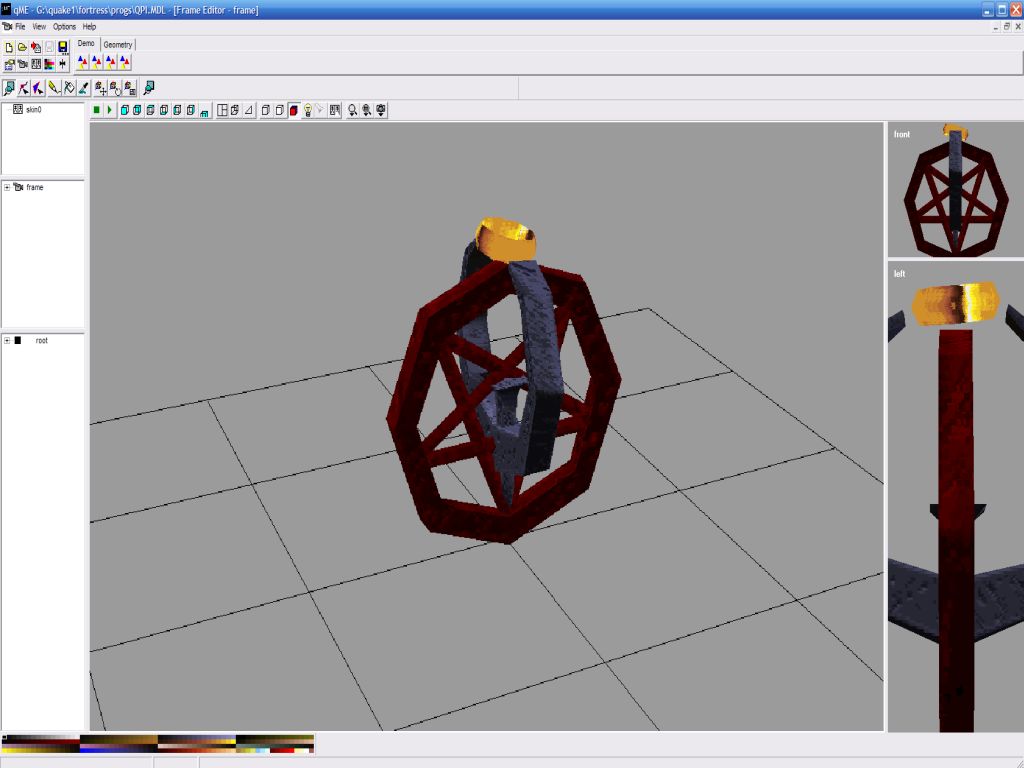 qME - G:\quake1\fortress\progs\QPI.MDL - [Frame Editor - frame]
File View Options Help
Demo Geometry
skin0
frame
root
front
left